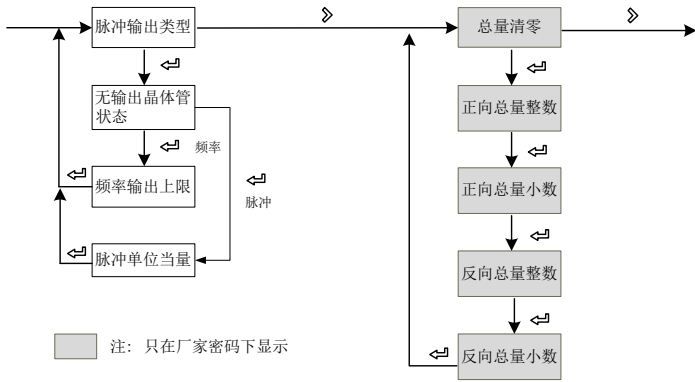 脉冲输出类型
总量清零
无输出晶体管
状态
正向总量整数
频率
频率输出上限
正向总量小数
脉冲
脉冲单位当量
反向总量整数
注：只在厂家密码下显示
反向总量小数